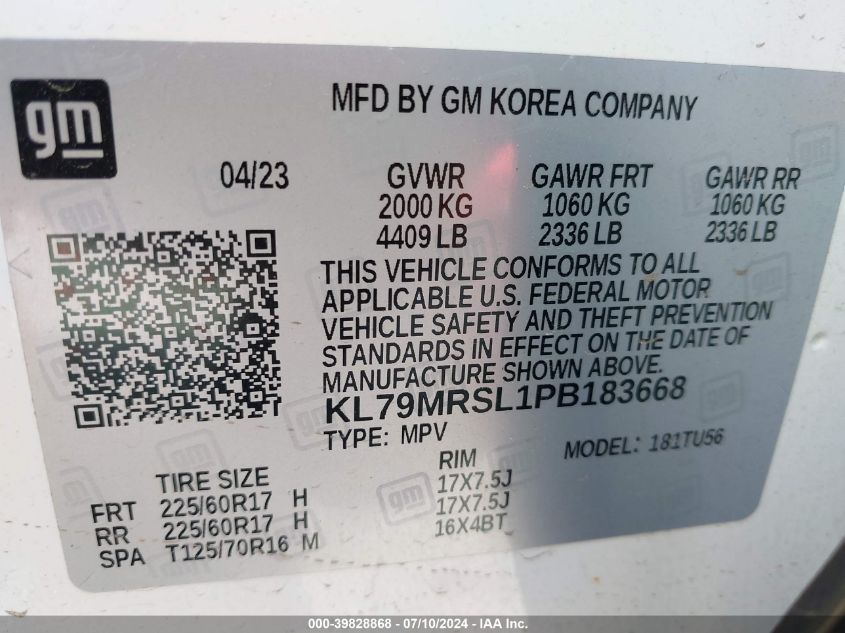 gm
MFD BY GM KOREA COMPANY
04/23 GVWR GAWR FRT GAWR RR
2000 KG 1060 KG 1060 KG
4409 LB 2336 LB 2336 LB
THIS VEHICLE CONFORMS TO ALL
APPLICABLE U.S. FEDERAL MOTOR
VEHICLE SAFETY AND THEFT PREVENTION
STANDARDS IN EFFECT ON THE DATE OF
MANUFACTURE SHOWN ABOVE.
KL79MRSL1PB183668
TYPE: MPV MODEL: 181TU56
TIRE SIZE RIM
FRT 225/60R17 H 17X7.5J
RR 225/60R17 H 17X7.5J
SPA T125/70R16 M 16X4BT
000-39828868 - 07/10/2024 - IAA Inc.